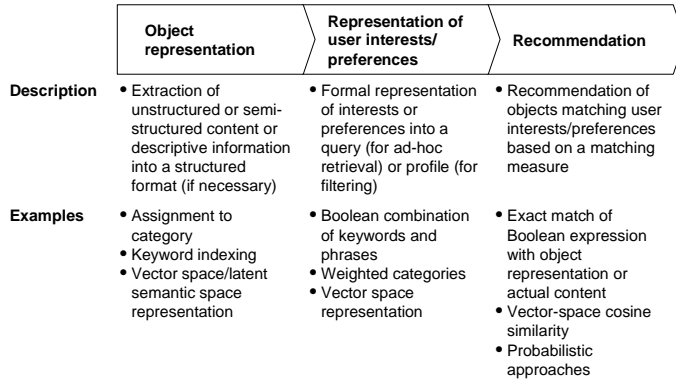 Object
representation
Representation of
user interests/
preferences
Recommendation
Description
• Extraction of
unstructured or semi-
structured content or
descriptive information
into a structured
format (if necessary)
• Formal representation
of interests or
preferences into a
query (for ad-hoc
retrieval) or profile (for
filtering)
• Recommendation of
objects matching user
interests/preferences
based on a matching
measure
Examples
• Assignment to
category
• Keyword indexing
• Vector space/latent
semantic space
representation
• Boolean combination
of keywords and
phrases
• Weighted categories
• Vector space
representation
• Exact match of
Boolean expression
with object
representation or
actual content
• Vector-space cosine
similarity
• Probabilistic
approaches